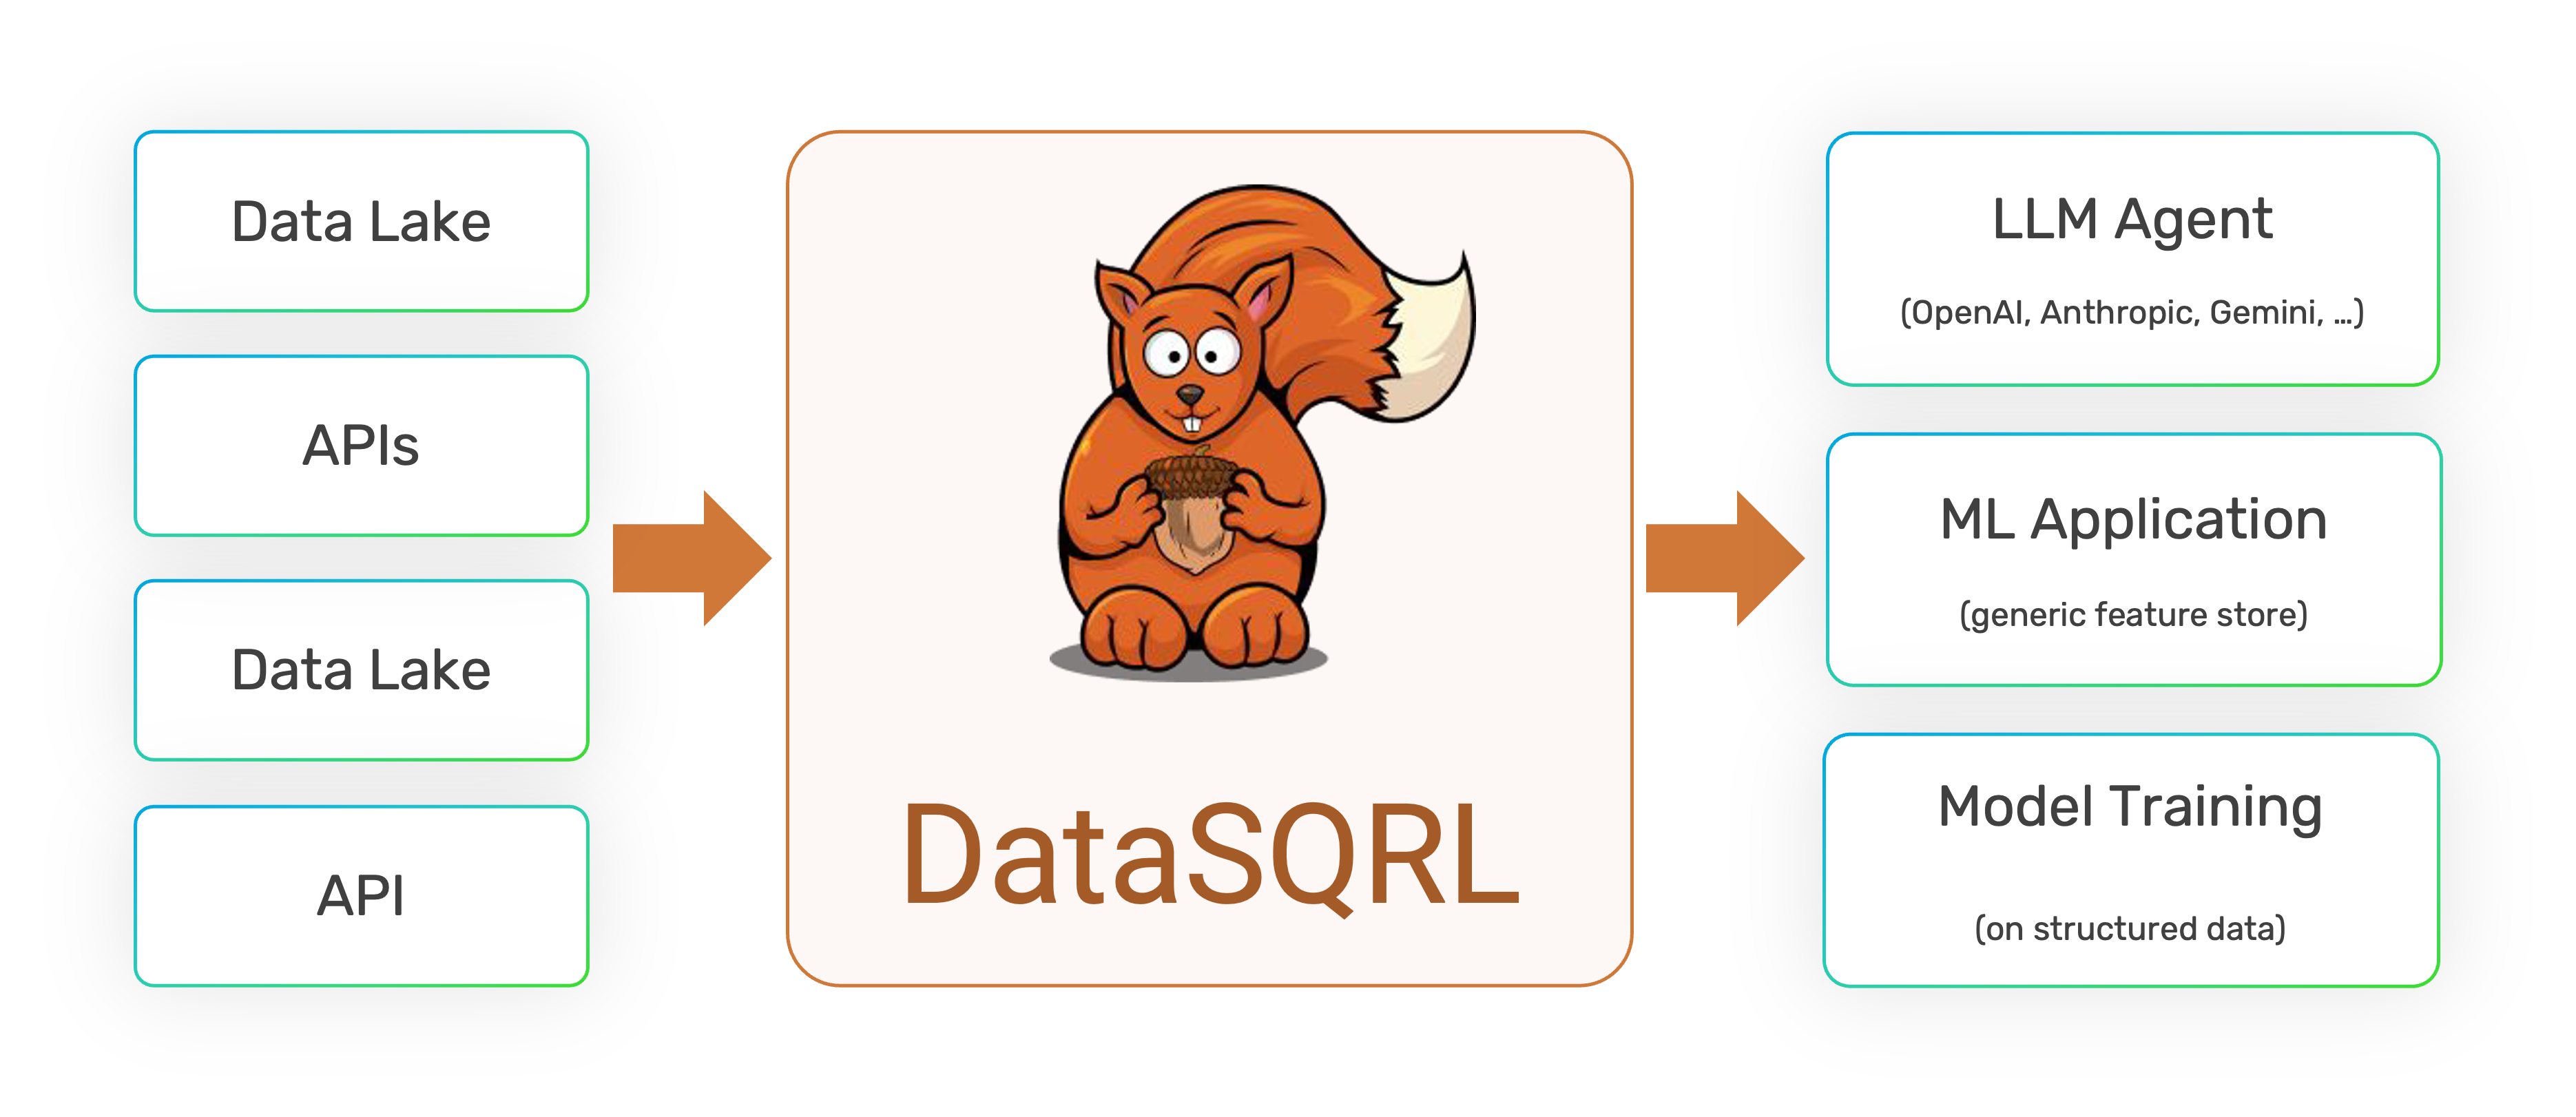 Data Lake
APIs
Data Lake
API
DataSQRL
LLM Agent
(OpenAI, Anthropic, Gemini, ...)
ML Application
(generic feature store)
Model Training
(on structured data)